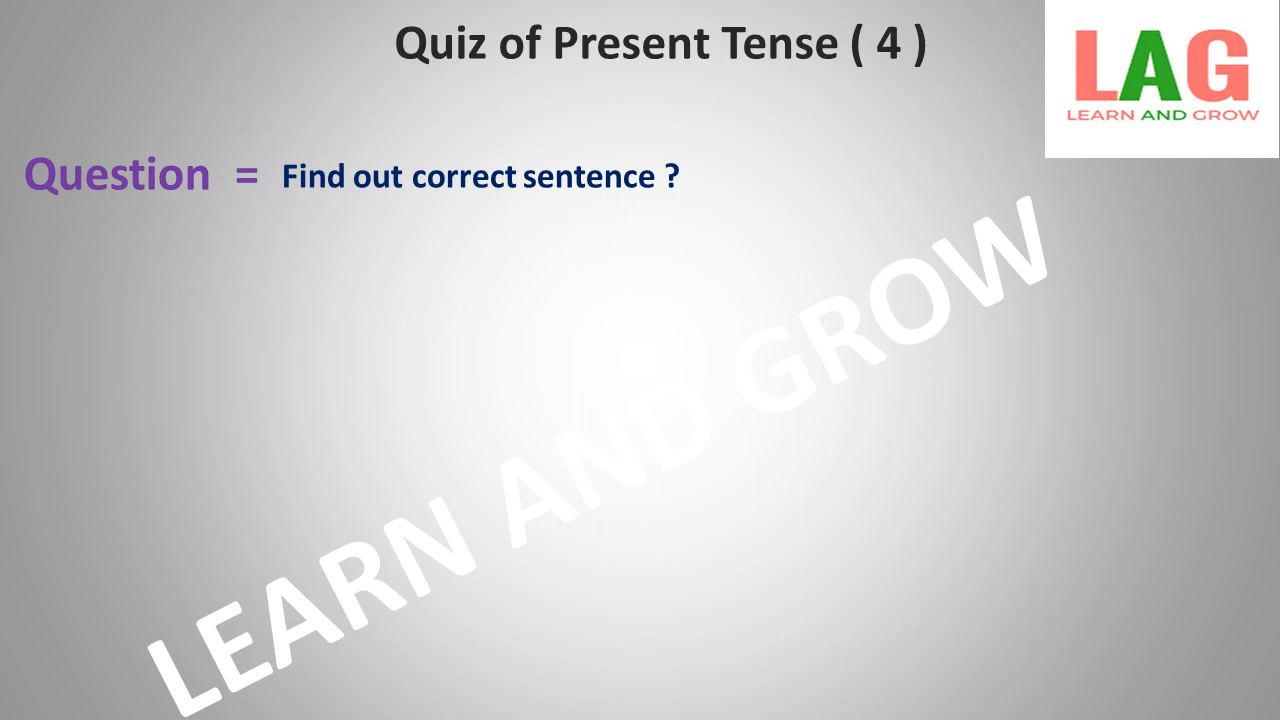 Quiz of Present Tense ( 4 )
LAG
LEARN AND GROW
Question = Find out correct sentence ?
LEARN AND GROW